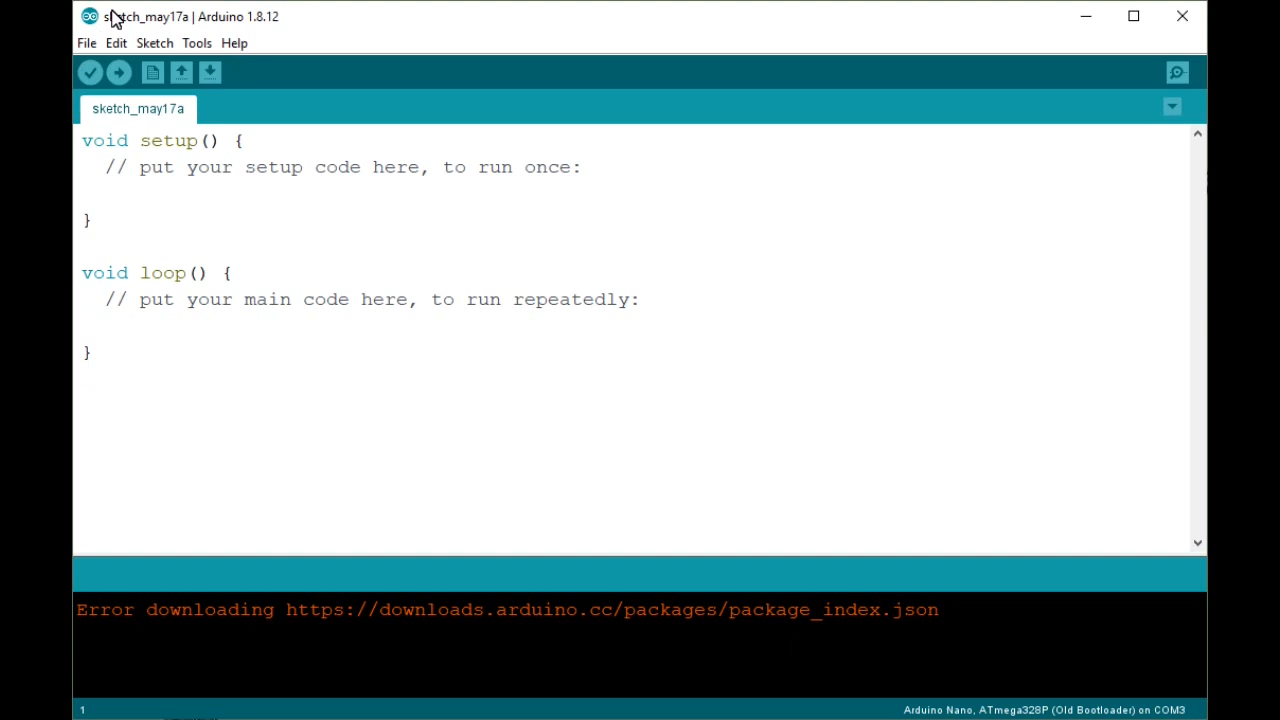 sketch_may17a | Arduino 1.8.12
File Edit Sketch Tools Help
sketch_may17a
void setup() {
  // put your setup code here, to run once:
}
void loop() {
  // put your main code here, to run repeatedly:
}
Error downloading https://downloads.arduino.cc/packages/package_index.json
1
Arduino Nano, ATmega328P (Old Bootloader) on COM3